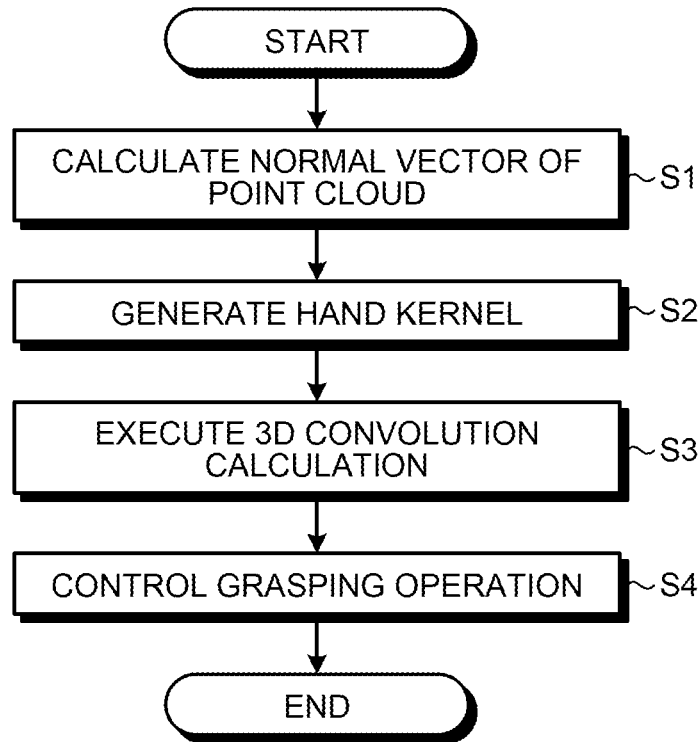 START
CALCULATE NORMAL VECTOR OF
POINT CLOUD
S1
GENERATE HAND KERNEL
S2
EXECUTE 3D CONVOLUTION
CALCULATION
S3
CONTROL GRASPING OPERATION
S4
END